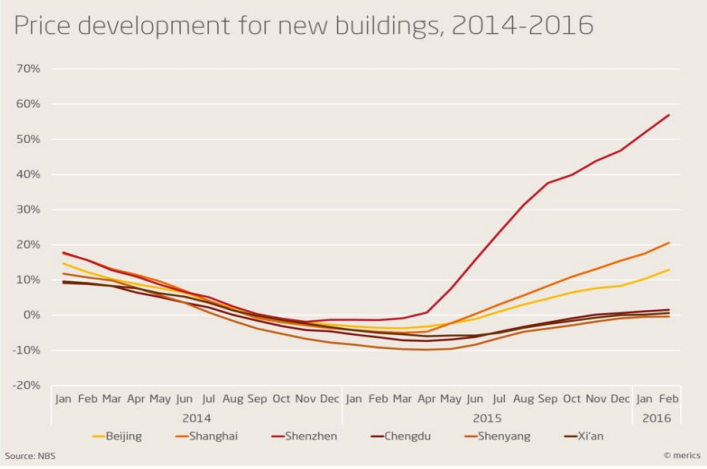 Price development for new buildings, 2014-2016
70%
60%
50%
40%
30%
20%
10%
0%
-10%
-20%
Jan Feb Mar Apr May Jun Jul Aug Sep Oct Nov Dec Jan Feb Mar Apr May Jun Jul Aug Sep Oct Nov Dec Jan Feb
2014 2015 2016
Beijing Shanghai Shenzhen Chengdu Shenyang Xi'an
Source: NBS © merics